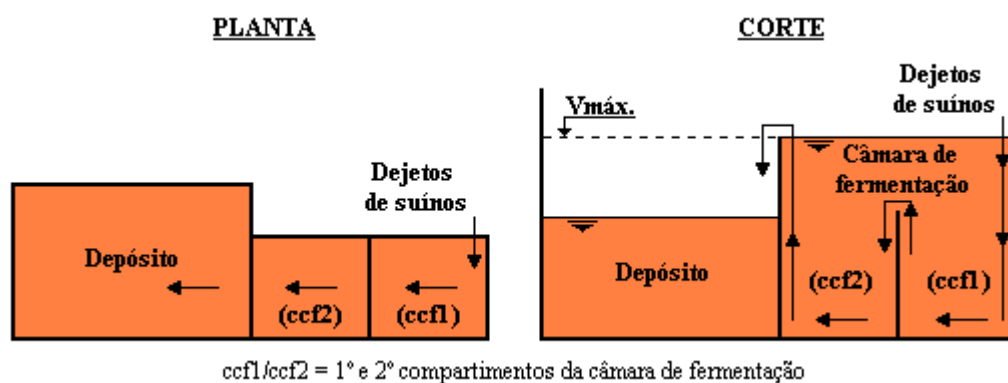 PLANTA
Dejetos
de suínos
Depósito
(ccf2)
(ccf1)
CORTE
Dejetos
de suínos
Vmáx.
Câmara de
fermentação
Depósito
(ccf2)
(ccf1)
ccf1/ccf2 = 1º e 2º compartimentos da câmara de fermentação